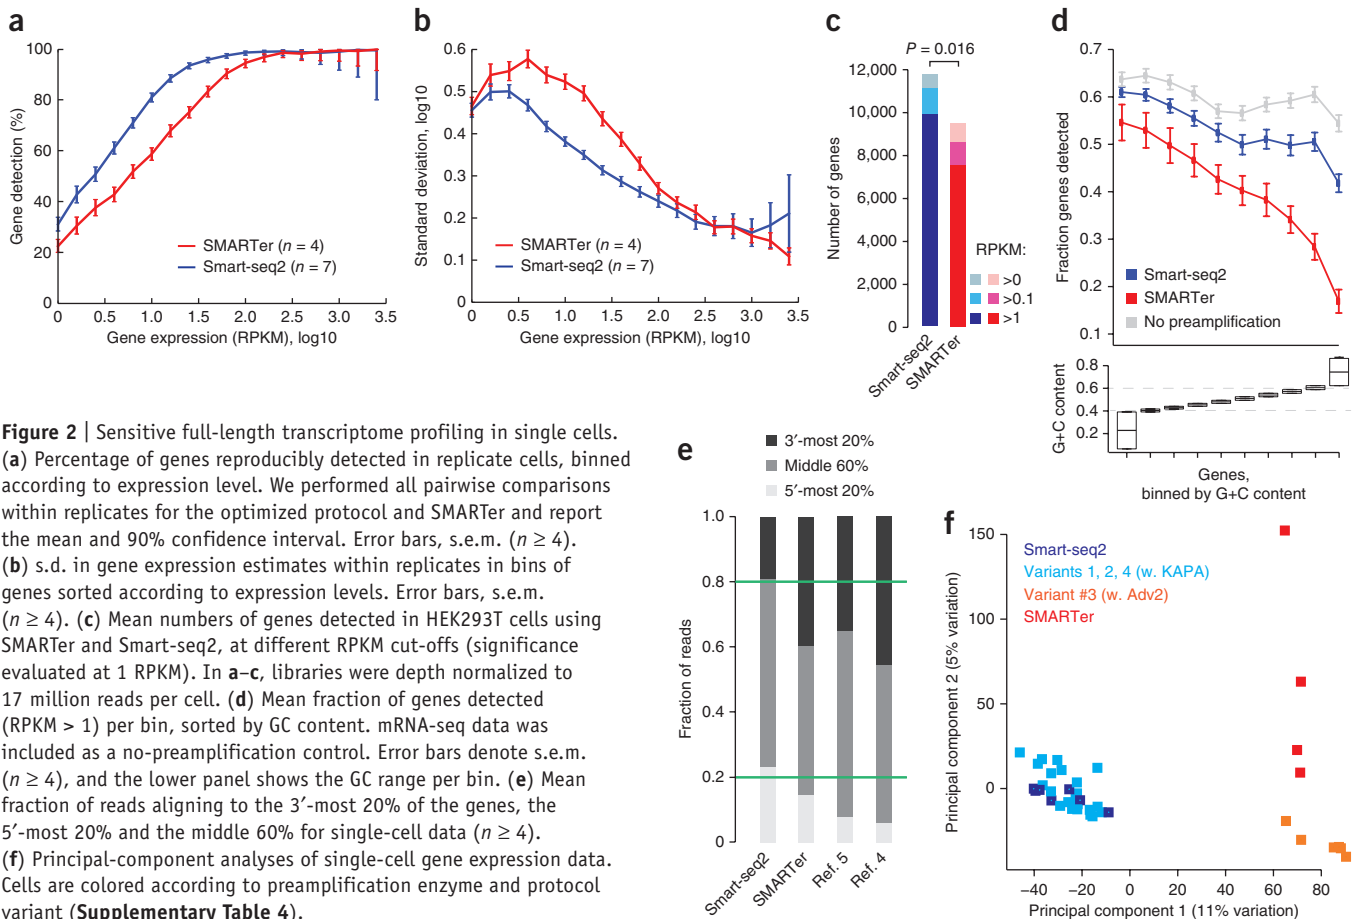 a
100
80
60
40
20
0
Gene detection (%)
SMARTer (n = 4)
Smart-seq2 (n = 7)
0 0.5 1.0 1.5 2.0 2.5 3.0 3.5
Gene expression (RPKM), log10
b
0.6
0.5
0.4
0.3
0.2
0.1
0
Standard deviation, log10
SMARTer (n = 4)
Smart-seq2 (n = 7)
0 0.5 1.0 1.5 2.0 2.5 3.0 3.5
Gene expression (RPKM), log10
c
P = 0.016
12,000
10,000
8,000
6,000
4,000
2,000
0
Number of genes
RPKM:
>0
>0.1
>1
Smart-seq2
SMARTer
d
0.7
0.6
0.5
0.4
0.3
0.2
0.1
Fraction genes detected
Smart-seq2
SMARTer
No preamplification
0.8
0.6
0.4
0.2
G+C content
Genes,
binned by G+C content
Figure 2 | Sensitive full-length transcriptome profiling in single cells.
(a) Percentage of genes reproducibly detected in replicate cells, binned
according to expression level. We performed all pairwise comparisons
within replicates for the optimized protocol and SMARTer and report
the mean and 90% confidence interval. Error bars, s.e.m. (n ≥ 4).
(b) s.d. in gene expression estimates within replicates in bins of
genes sorted according to expression levels. Error bars, s.e.m.
(n ≥ 4). (c) Mean numbers of genes detected in HEK293T cells using
SMARTer and Smart-seq2, at different RPKM cut-offs (significance
evaluated at 1 RPKM). In a–c, libraries were depth normalized to
17 million reads per cell. (d) Mean fraction of genes detected
(RPKM > 1) per bin, sorted by GC content. mRNA-seq data was
included as a no-preamplification control. Error bars denote s.e.m.
(n ≥ 4), and the lower panel shows the GC range per bin. (e) Mean
fraction of reads aligning to the 3′-most 20% of the genes, the
5′-most 20% and the middle 60% for single-cell data (n ≥ 4).
(f) Principal-component analyses of single-cell gene expression data.
Cells are colored according to preamplification enzyme and protocol
variant (Supplementary Table 4).
e
3′-most 20%
Middle 60%
5′-most 20%
1.0
0.8
0.6
0.4
0.2
0
Fraction of reads
Smart-seq2
SMARTer
Ref. 5
Ref. 4
f
150
100
50
0
Principal component 2 (5% variation)
Smart-seq2
Variants 1, 2, 4 (w. KAPA)
Variant #3 (w. Adv2)
SMARTer
−40 −20 0 20 40 60 80
Principal component 1 (11% variation)